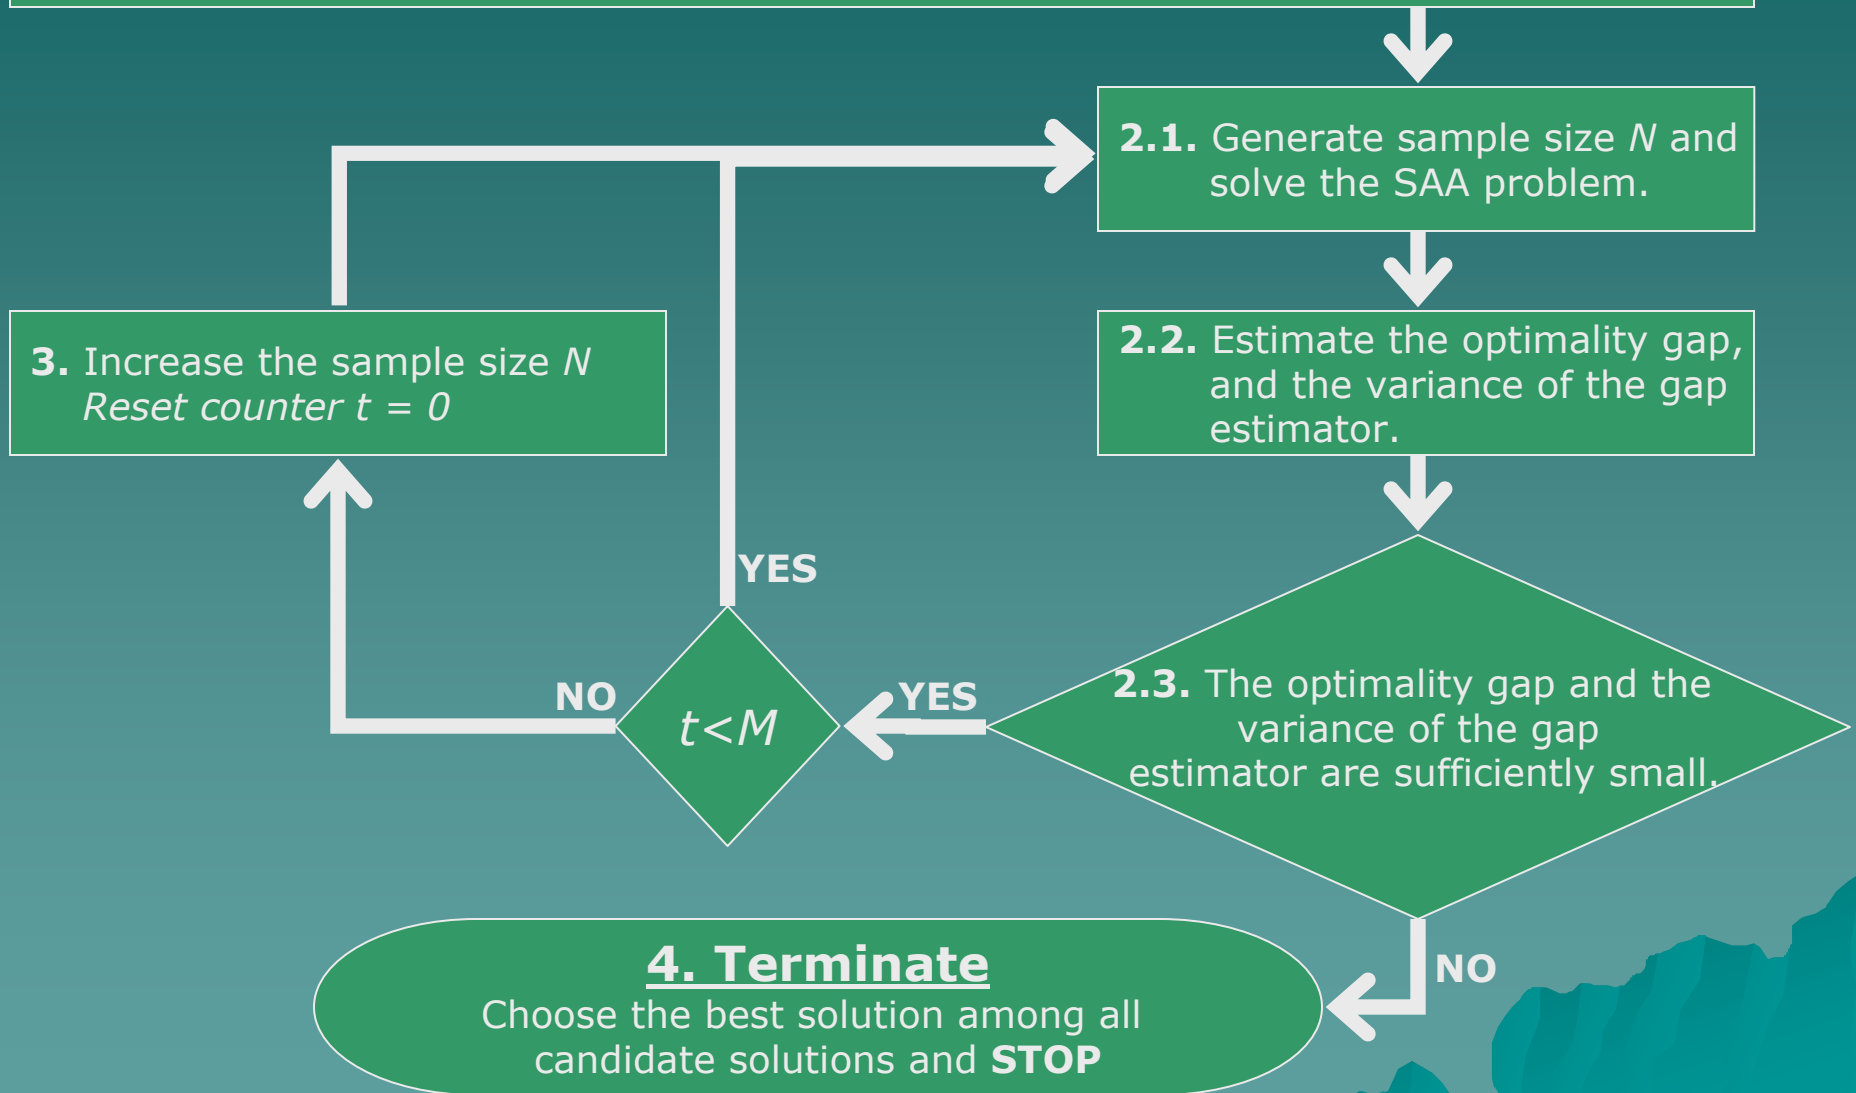 2.1. Generate sample size N and
solve the SAA problem.
2.2. Estimate the optimality gap,
and the variance of the gap
estimator.
3. Increase the sample size N
Reset counter t = 0
YES
NO
t<M
YES
2.3. The optimality gap and the
variance of the gap
estimator are sufficiently small.
NO
4. Terminate
Choose the best solution among all
candidate solutions and STOP